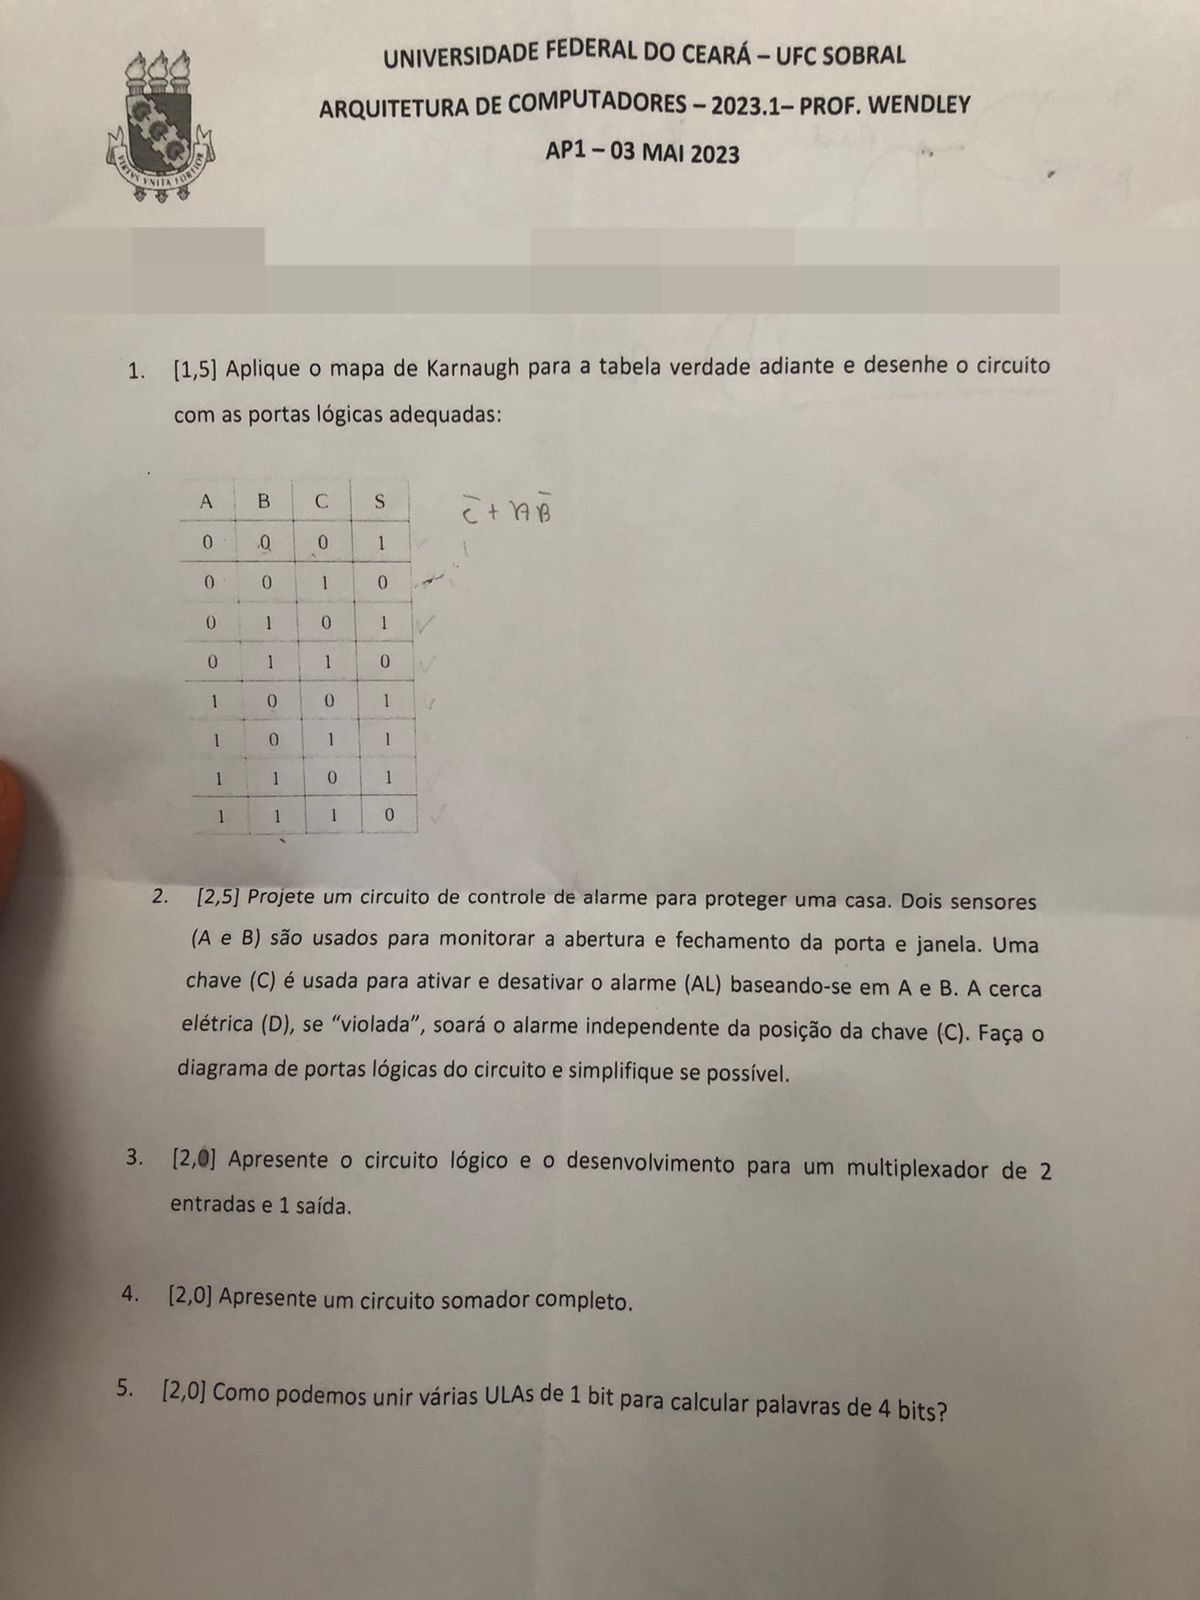 UNIVERSIDADE FEDERAL DO CEARÁ – UFC SOBRAL
ARQUITETURA DE COMPUTADORES – 2023.1– PROF. WENDLEY
AP1 – 03 MAI 2023
VIRTVS VNITA FORTIOR
1. [1,5] Aplique o mapa de Karnaugh para a tabela verdade adiante e desenhe o circuito
com as portas lógicas adequadas:
A B C S
C̅ + AB̅
0 0 0 1
0 0 1 0
0 1 0 1
0 1 1 0
1 0 0 1
1 0 1 1
1 1 0 1
1 1 1 0
2. [2,5] Projete um circuito de controle de alarme para proteger uma casa. Dois sensores
(A e B) são usados para monitorar a abertura e fechamento da porta e janela. Uma
chave (C) é usada para ativar e desativar o alarme (AL) baseando-se em A e B. A cerca
elétrica (D), se “violada”, soará o alarme independente da posição da chave (C). Faça o
diagrama de portas lógicas do circuito e simplifique se possível.
3. [2,0] Apresente o circuito lógico e o desenvolvimento para um multiplexador de 2
entradas e 1 saída.
4. [2,0] Apresente um circuito somador completo.
5. [2,0] Como podemos unir várias ULAs de 1 bit para calcular palavras de 4 bits?